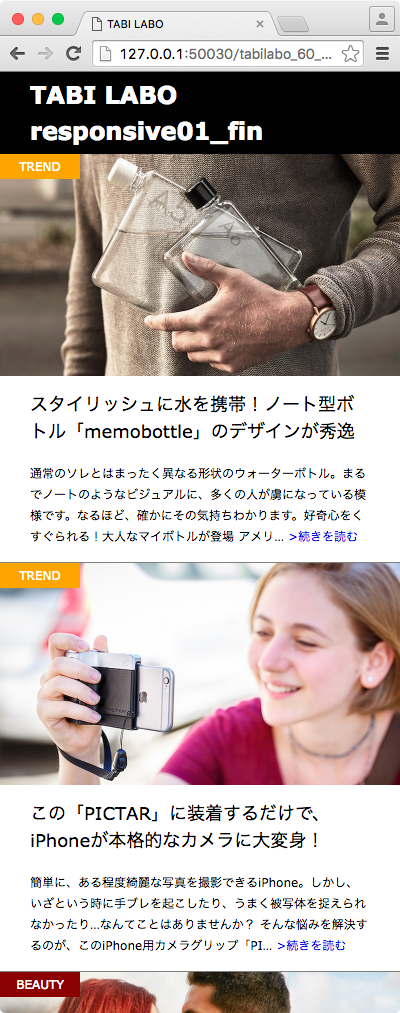 TABI LABO
127.0.0.1:50030/tabilabo_60_...
TABI LABO
responsive01_fin
TREND
スタイリッシュに水を携帯！ノート型ボ
トル「memobottle」のデザインが秀逸
通常のソレとはまったく異なる形状のウォーターボトル。まる
でノートのようなビジュアルに、多くの人が虜になっている模
様です。なるほど、確かにその気持ちわかります。好奇心をく
すぐられる！大人なマイボトルが登場 アメリ... >続きを読む
TREND
iPhone
この「PICTAR」に装着するだけで、
iPhoneが本格的なカメラに大変身！
簡単に、ある程度綺麗な写真を撮影できるiPhone。しかし、
いざという時に手ブレを起こしたり、うまく被写体を捉えられ
なかったり...なんてことはありませんか？ そんな悩みを解決す
るのが、このiPhone用カメラグリップ「PI... >続きを読む
BEAUTY